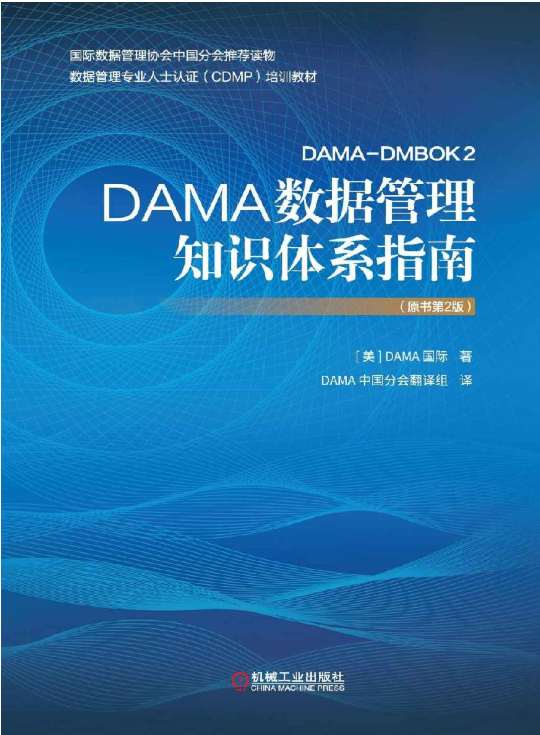 国际数据管理协会中国分会推荐读物
数据管理专业人士认证（CDMP）培训教材
DAMA-DMBOK2
DAMA数据管理
知识体系指南
（原书第2版）
［美］DAMA国际 著
DAMA中国分会翻译组 译
机械工业出版社
CHINA MACHINE PRESS